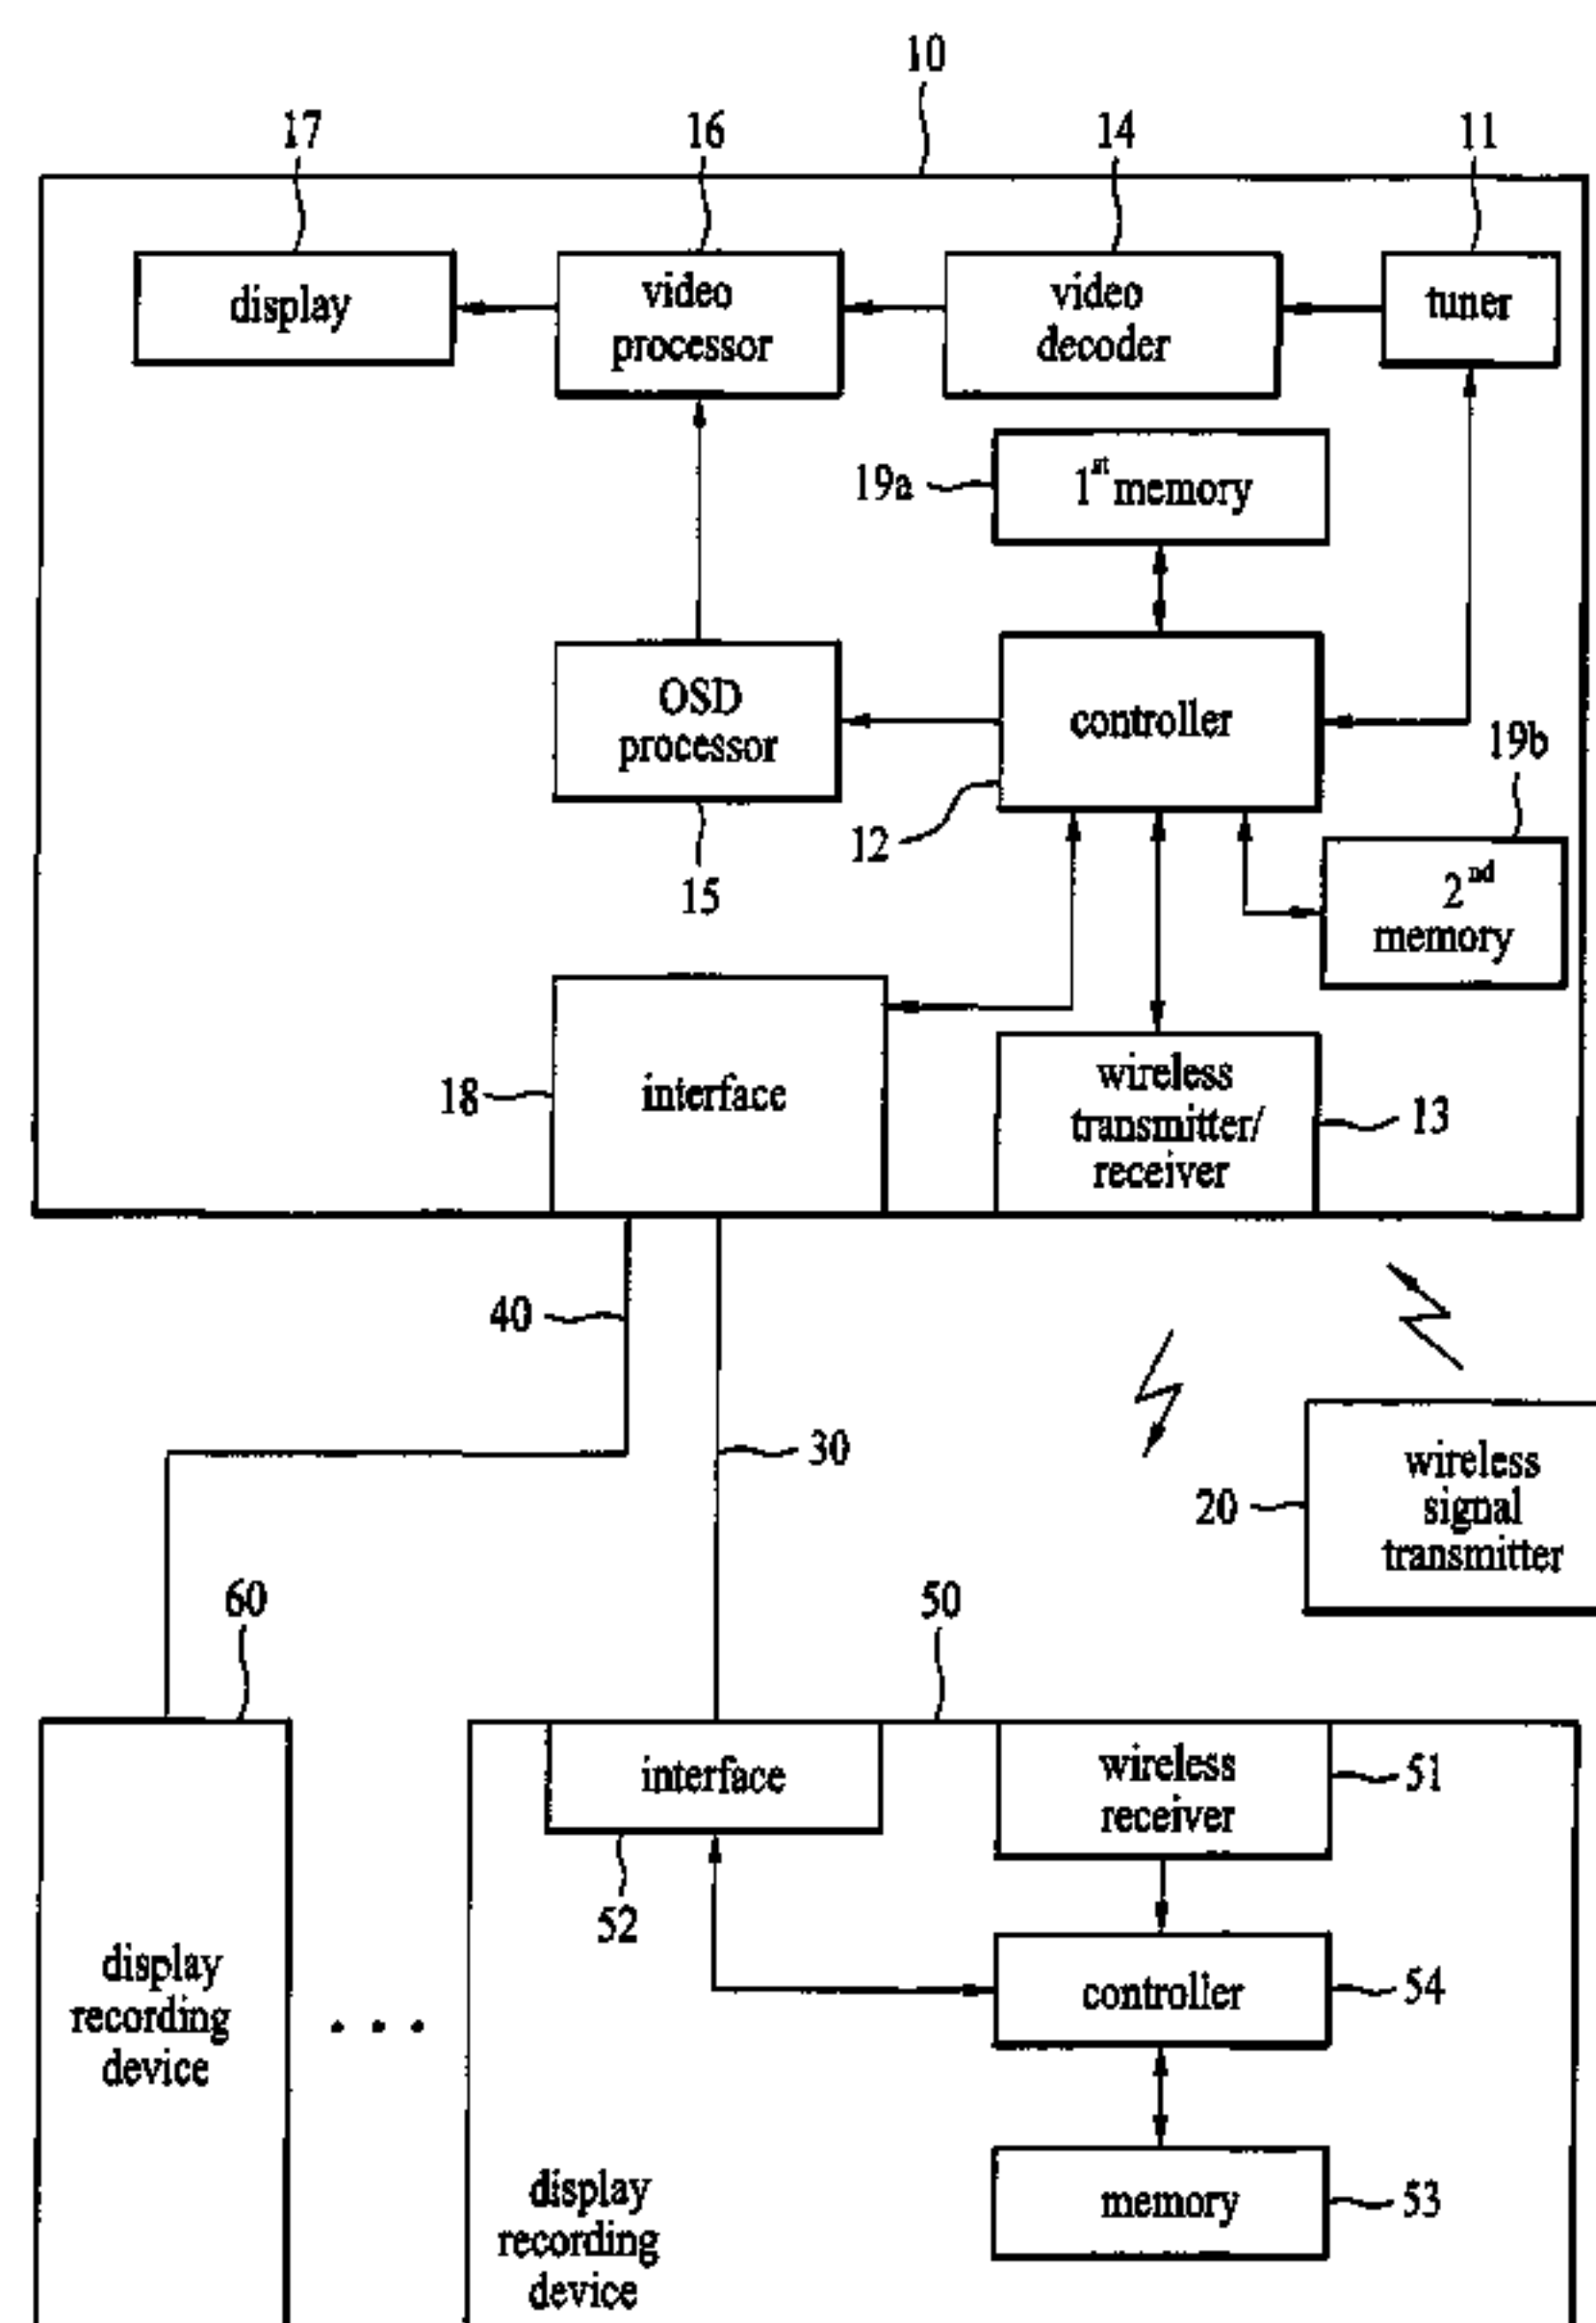 10
17
16
14
11
display
video
processor
video
decoder
tuner
19a
1st memory
OSD
processor
controller
19b
12
15
2nd
memory
18
interface
wireless
transmitter/
receiver
13
40
30
wireless
signal
transmitter
20
60
50
interface
wireless
receiver
51
52
display
recording
device
controller
54
memory
53
display
recording
device